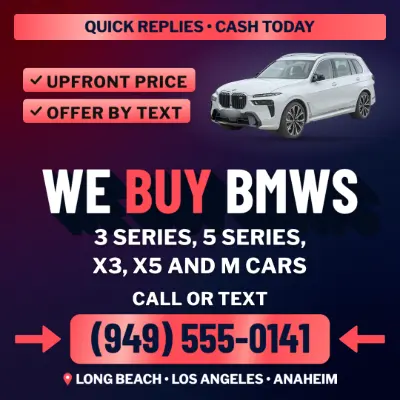 QUICK REPLIES • CASH TODAY
✓ UPFRONT PRICE
✓ OFFER BY TEXT
WE BUY BMWS
3 SERIES, 5 SERIES,
X3, X5 AND M CARS
CALL OR TEXT
(949) 555-0141
LONG BEACH • LOS ANGELES • ANAHEIM